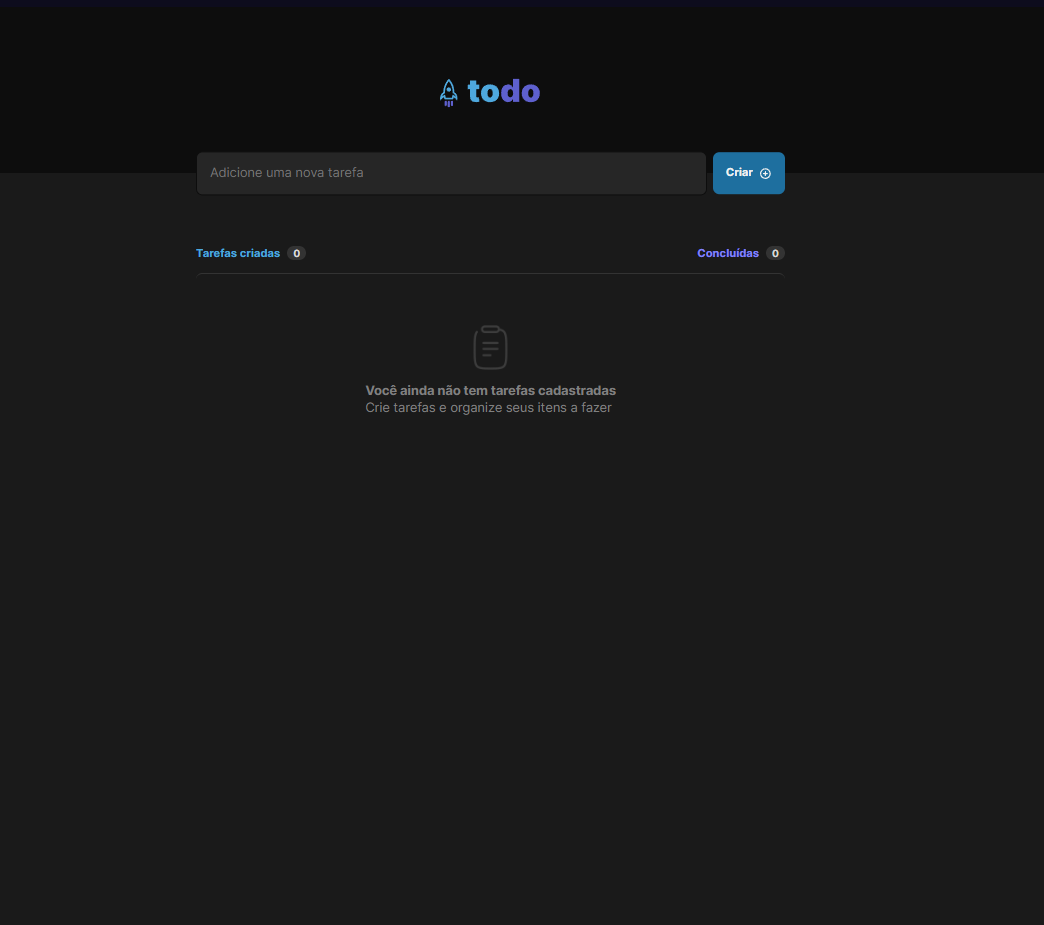 todo
Adicione uma nova tarefa
Criar
Tarefas criadas 0
Concluídas 0
Você ainda não tem tarefas cadastradas
Crie tarefas e organize seus itens a fazer